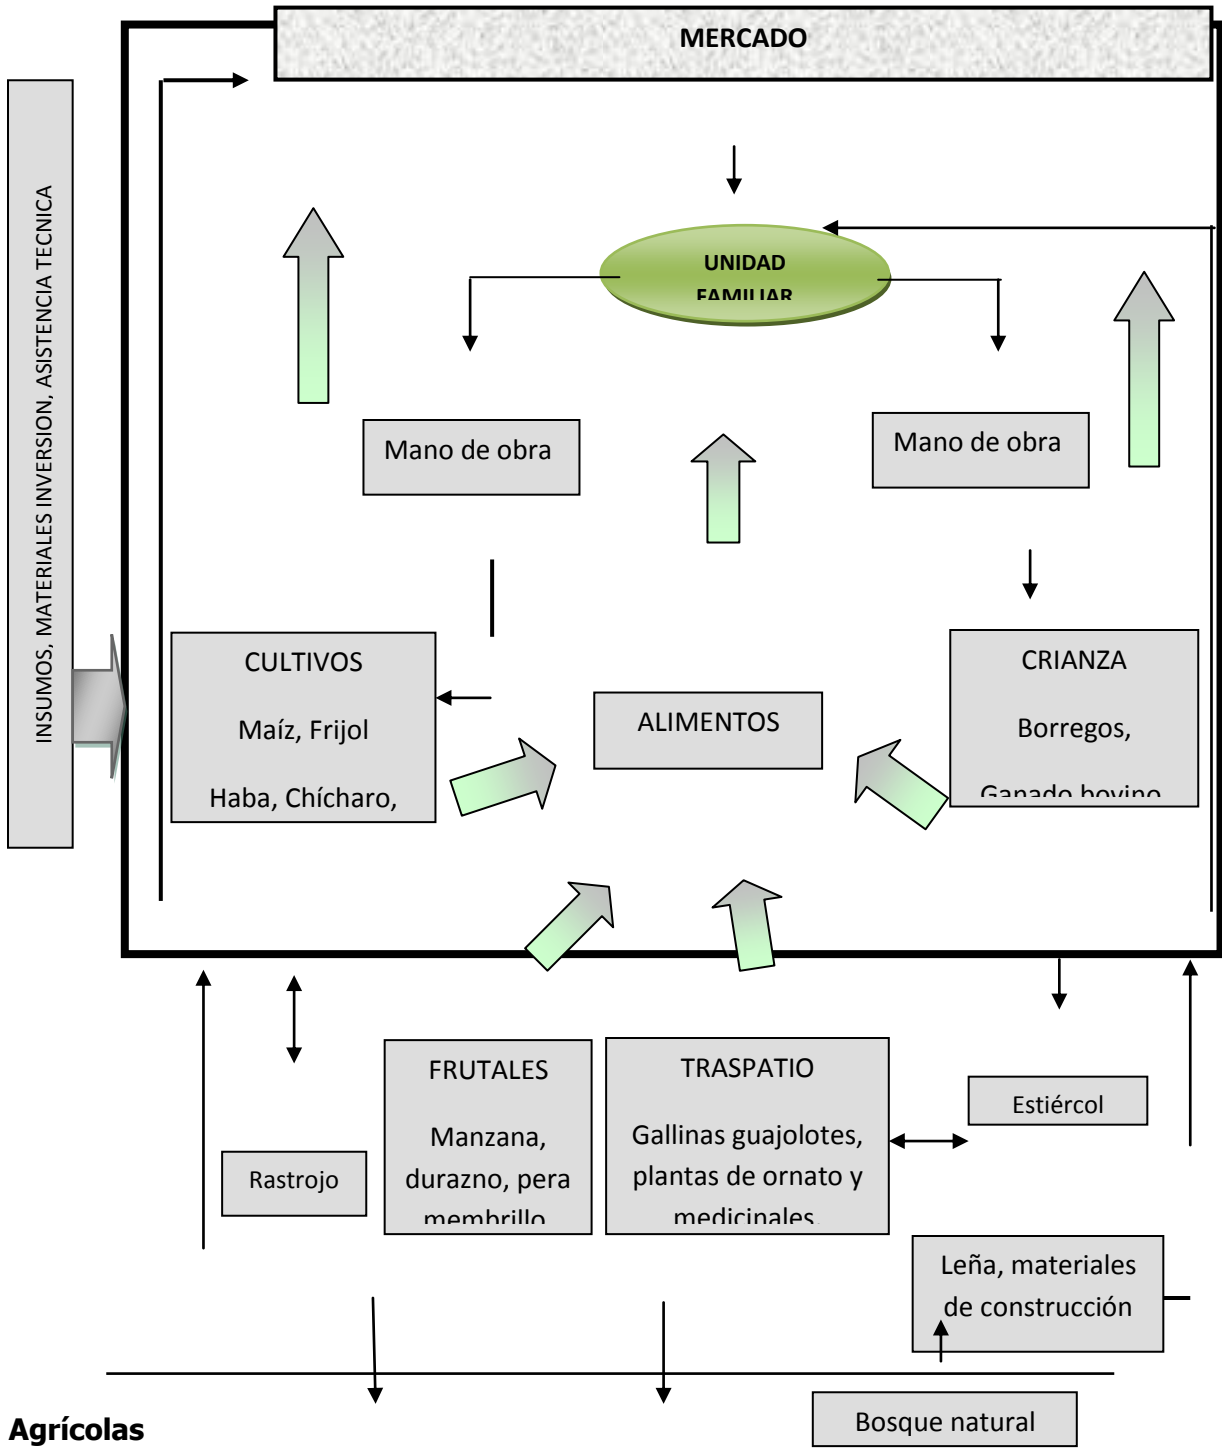 MERCADO
INSUMOS, MATERIALES INVERSION, ASISTENCIA TECNICA
UNIDAD
FAMILIAR
Mano de obra
Mano de obra
CULTIVOS
Maíz, Frijol
Haba, Chícharo,
ALIMENTOS
CRIANZA
Borregos,
Ganado bovino
FRUTALES
Manzana,
durazno, pera
membrillo
TRASPATIO
Gallinas guajolotes,
plantas de ornato y
medicinales.
Estiércol
Rastrojo
Leña, materiales
de construcción
Bosque natural
Agrícolas